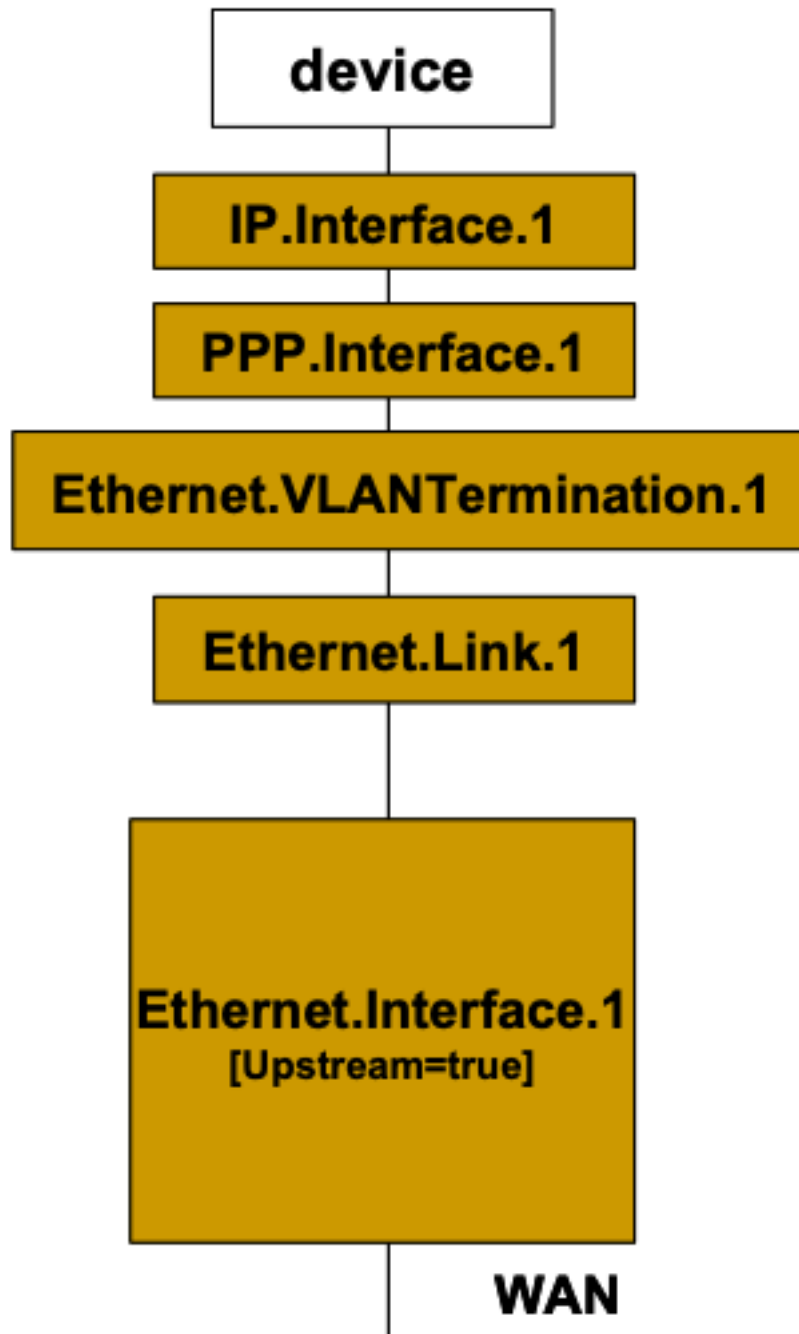 device
IP.Interface.1
PPP.Interface.1
Ethernet.VLANTermination.1
Ethernet.Link.1
Ethernet.Interface.1
[Upstream=true]
WAN